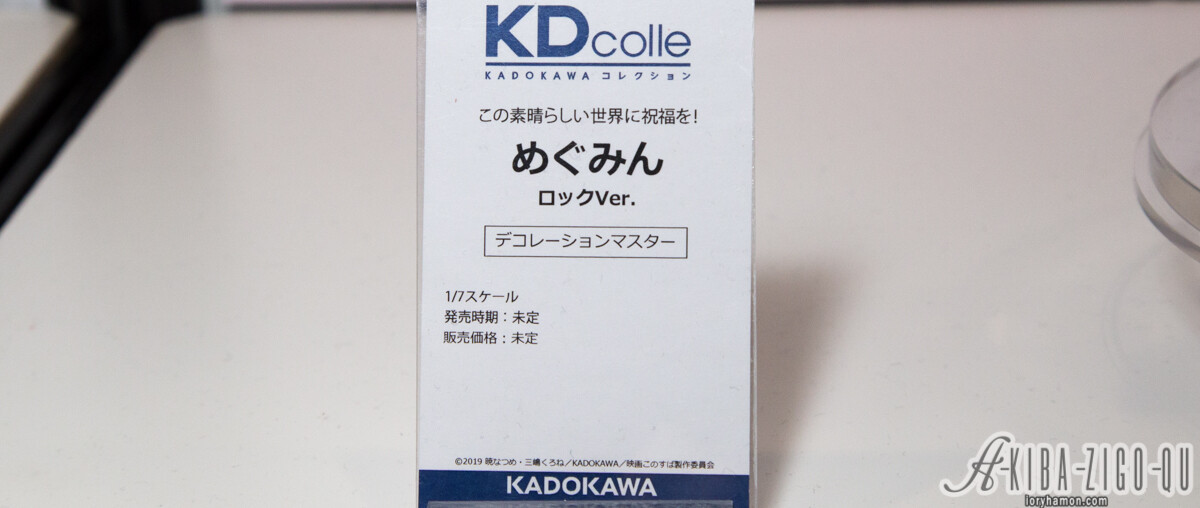 KDcolle
KADOKAWA コレクション
この素晴らしい世界に祝福を!
めぐみん
ロックVer.
デコレーションマスター
1/7スケール
発売時期：未定
販売価格：未定
©2019 暁なつめ・三嶋くろね／KADOKAWA／映画このすば製作委員会
KADOKAWA
A-KIBA-ZIGO-QU
loryhamon.com